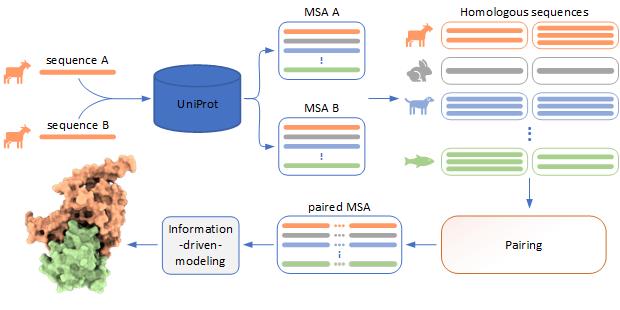 MSA A
Homologous sequences
sequence A
UniProt
sequence B
MSA B
paired MSA
Information
-driven-
modeling
Pairing